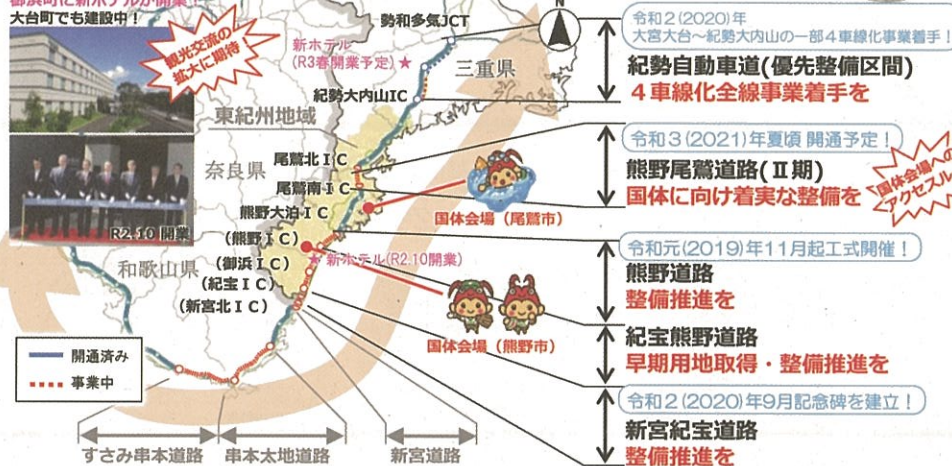 御浜町に新ホテルが開業！
大台町でも建設中！
観光交流の
拡大に期待
R2.10 開業
勢和多気JCT
新ホテル
(R3春開業予定)★
三重県
紀勢大内山IC
東紀州地域
奈良県
尾鷲北IC
尾鷲南IC
熊野大泊IC
(熊野IC)
(御浜IC)
★新ホテル(R2.10開業)
(紀宝IC)
(新宮北IC)
和歌山県
国体会場（尾鷲市）
国体会場（熊野市）
N
開通済み
事業中
すさみ串本道路
串本太地道路
新宮道路
令和2(2020)年
大宮大台～紀勢大内山の一部4車線化事業着手！
紀勢自動車道(優先整備区間)
4車線化全線事業着手を
令和3(2021)年夏頃 開通予定！
熊野尾鷲道路(Ⅱ期)
国体に向け着実な整備を
国体会場への
アクセスル
令和元(2019)年11月起工式開催！
熊野道路
整備推進を
紀宝熊野道路
早期用地取得・整備推進を
令和2(2020)年9月記念碑を建立！
新宮紀宝道路
整備推進を